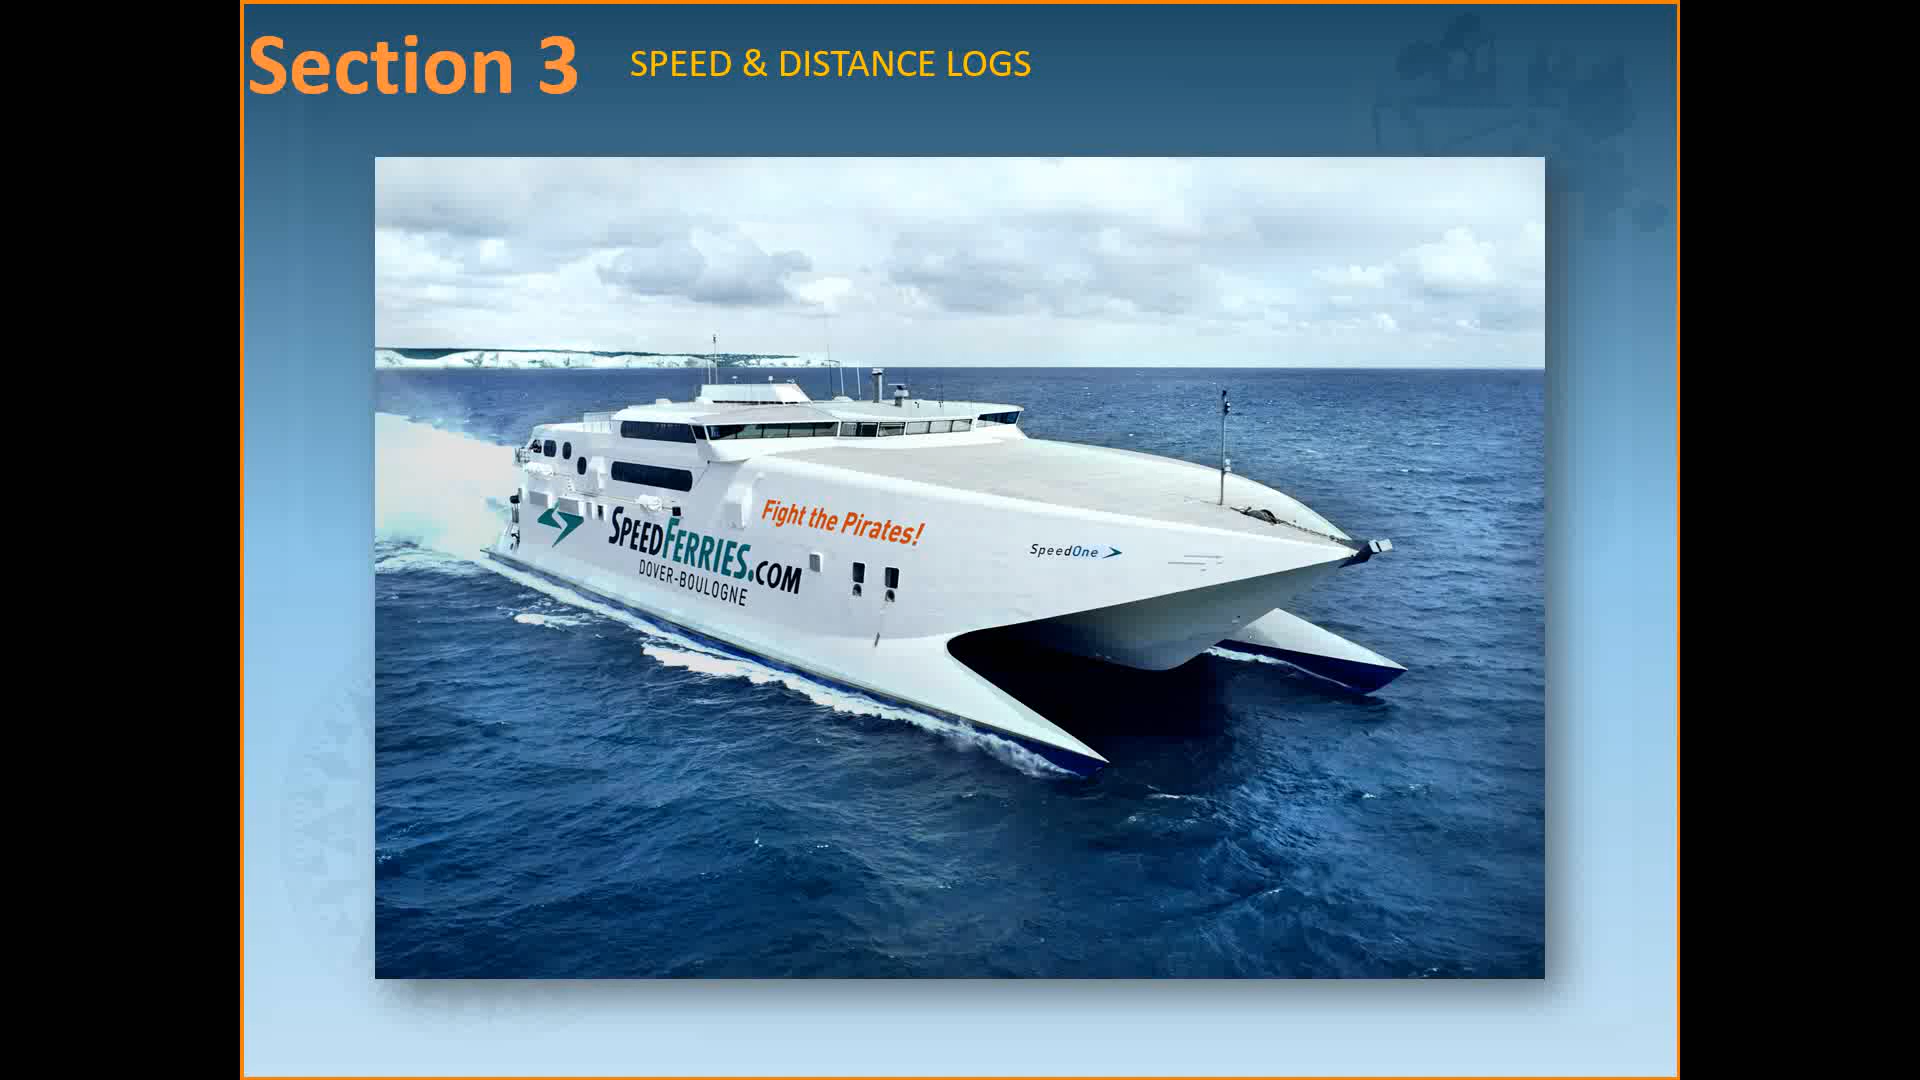 Section 3
SPEED & DISTANCE LOGS
Fight the Pirates!
SPEEDFERRIES.COM
DOVER-BOULOGNE
SpeedOne